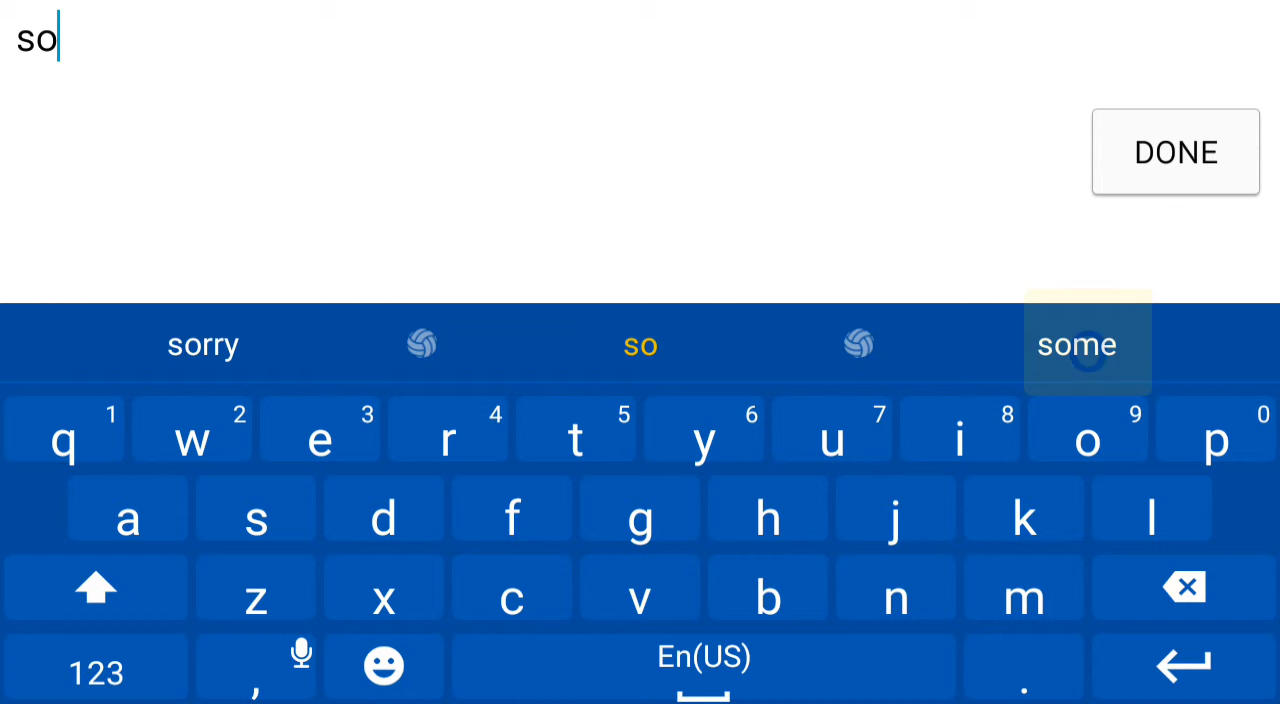 so
DONE
sorry so some
q 1 w 2 e 3 r 4 t 5 y 6 u 7 i 8 o 9 p 0
a s d f g h j k l
z x c v b n m
123 , En(US) .